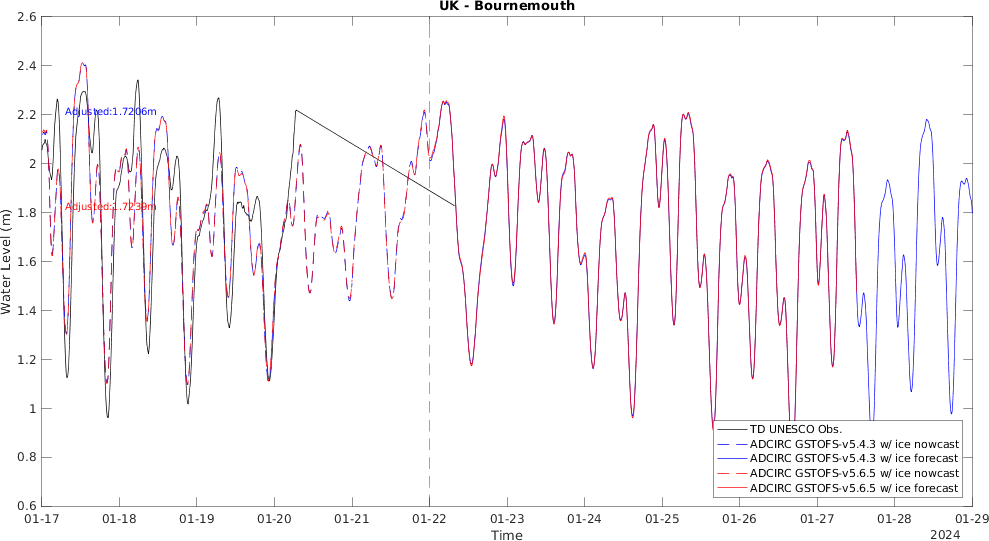 UK - Bournemouth
2.6
2.4
2.2
2
1.8
1.6
1.4
1.2
1
0.8
0.6
Water Level (m)
Adjusted:1.7206m
Adjusted:1.7239m
TD UNESCO Obs.
ADCIRC GSTOFS-v5.4.3 w/ ice nowcast
ADCIRC GSTOFS-v5.4.3 w/ ice forecast
ADCIRC GSTOFS-v5.6.5 w/ ice nowcast
ADCIRC GSTOFS-v5.6.5 w/ ice forecast
01-17 01-18 01-19 01-20 01-21 01-22 01-23 01-24 01-25 01-26 01-27 01-28 01-29
Time
2024